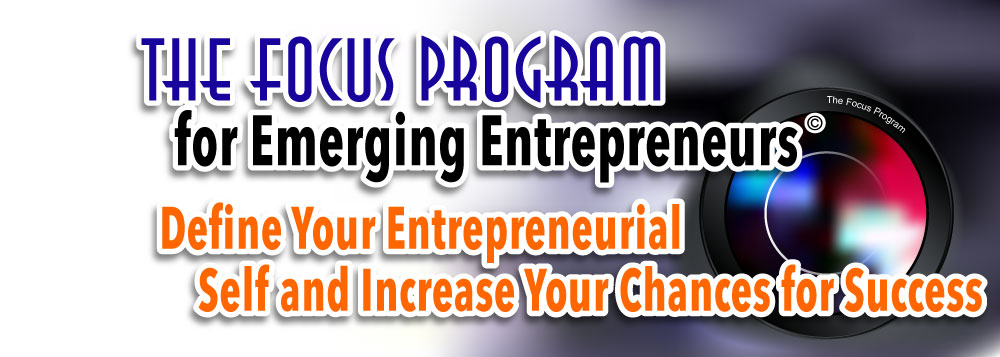 THE FOCUS PROGRAM
for Emerging Entrepreneurs ©
The Focus Program
Define Your Entrepreneurial
Self and Increase Your Chances for Success